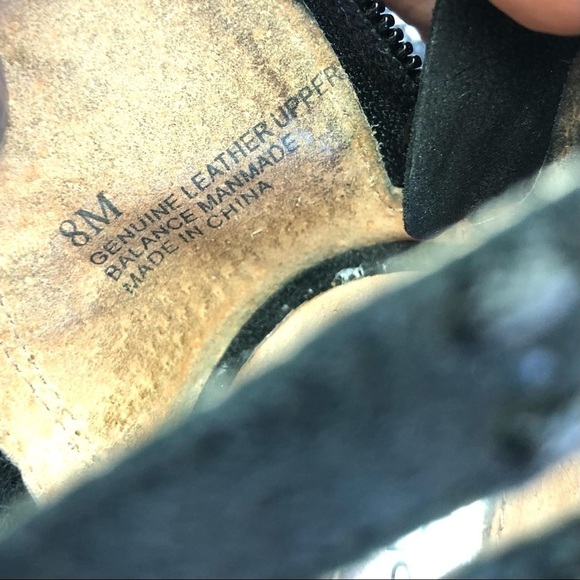 8M
GENUINE LEATHER UPPER
BALANCE MANMADE
MADE IN CHINA